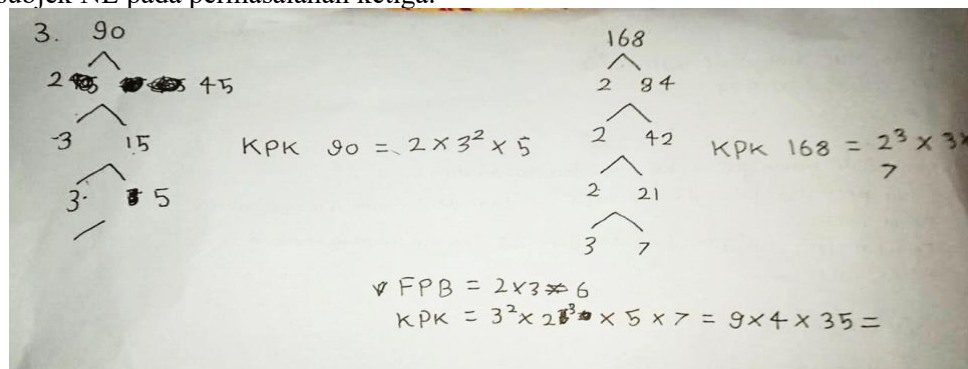 subjek NE pada permasalahan ketiga.
3. 90
2 45
3 15
3 5
KPK 90 = 2 x 3² x 5
168
2 84
2 42
2 21
3 7
KPK 168 = 2³ x 3 x
7
FPB = 2x3 = 6
KPK = 3² x 2³ x 5 x 7 = 9 x 4 x 35 =